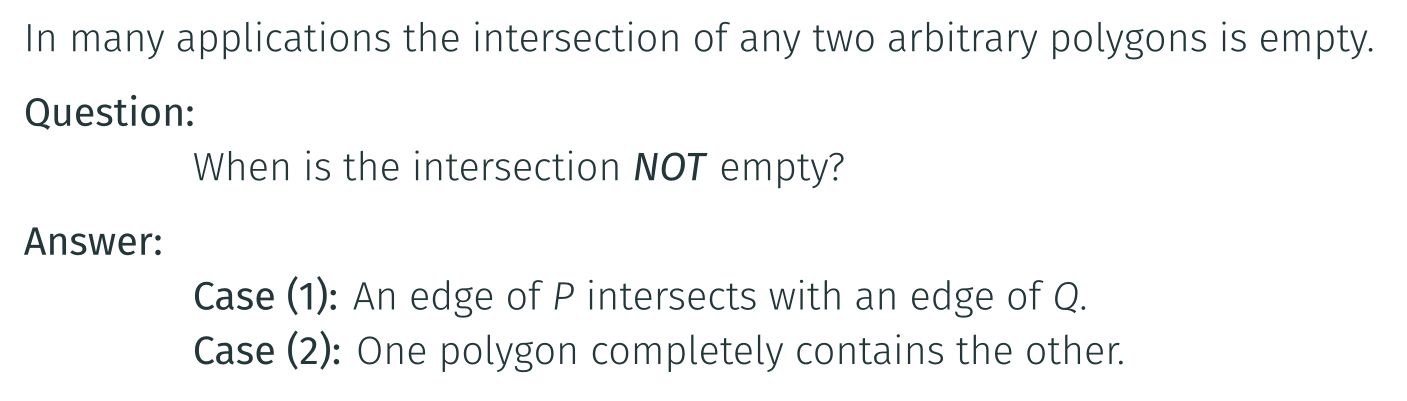 In many applications the intersection of any two arbitrary polygons is empty.
Question:
When is the intersection NOT empty?
Answer:
Case (1): An edge of P intersects with an edge of Q.
Case (2): One polygon completely contains the other.